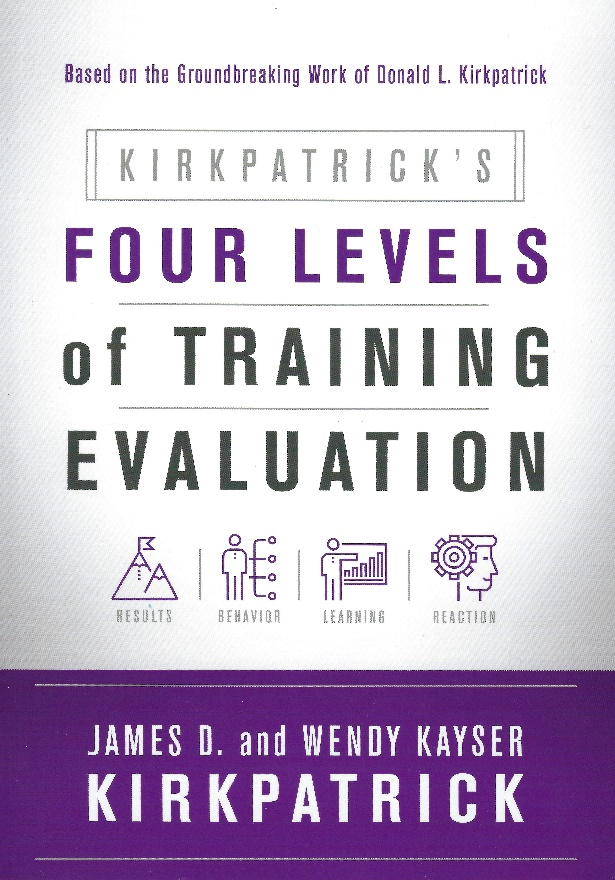 Based on the Groundbreaking Work of Donald L. Kirkpatrick
KIRKPATRICK'S
FOUR LEVELS
of TRAINING
EVALUATION
RESULTS BEHAVIOR LEARNING REACTION
JAMES D. and WENDY KAYSER
KIRKPATRICK